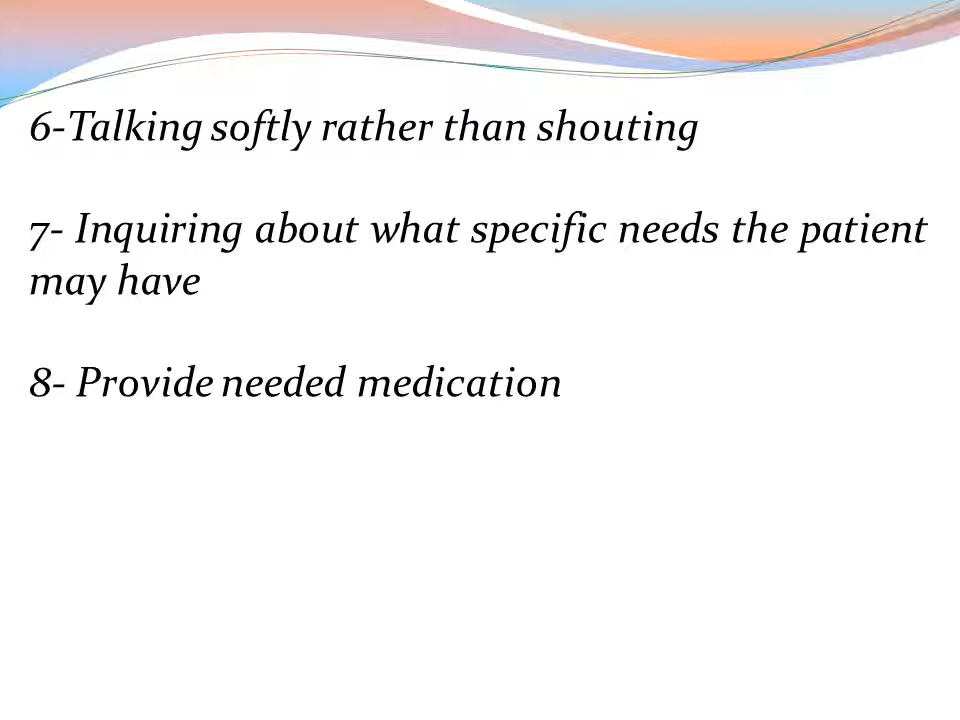 6-Talking softly rather than shouting
7- Inquiring about what specific needs the patient
may have
8- Provide needed medication